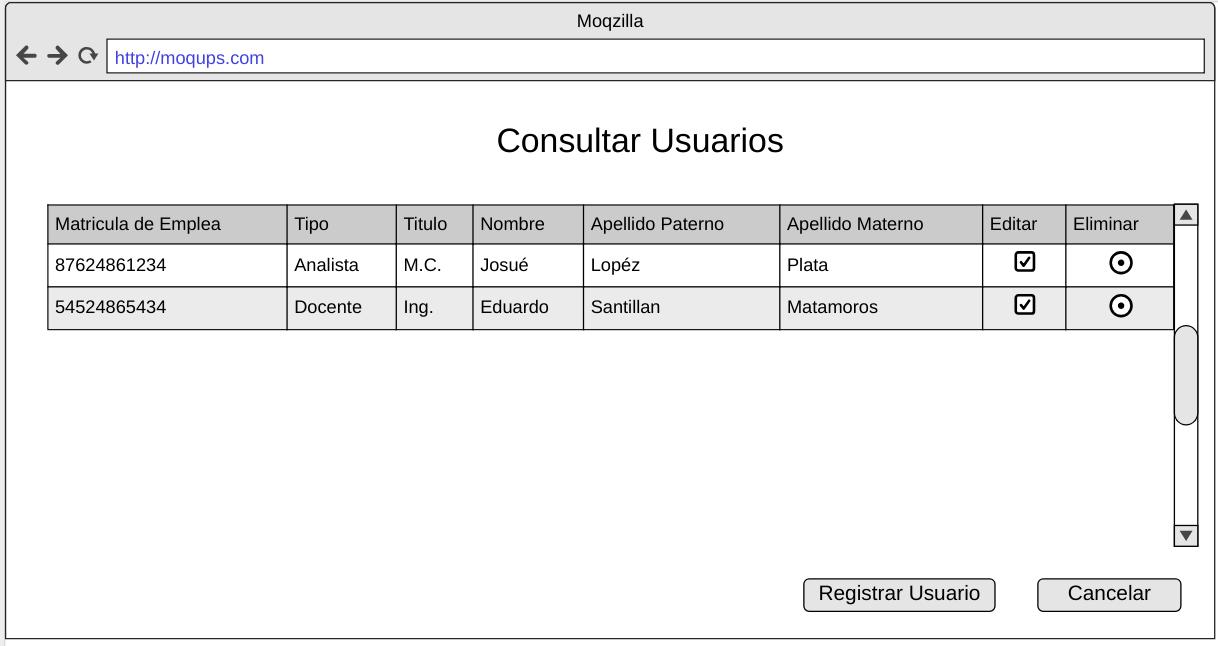 Moqzilla
http://moqups.com
Consultar Usuarios
Matricula de Emplea Tipo Titulo Nombre Apellido Paterno Apellido Materno Editar Eliminar
87624861234 Analista M.C. Josué Lopéz Plata
54524865434 Docente Ing. Eduardo Santillan Matamoros
Registrar Usuario Cancelar